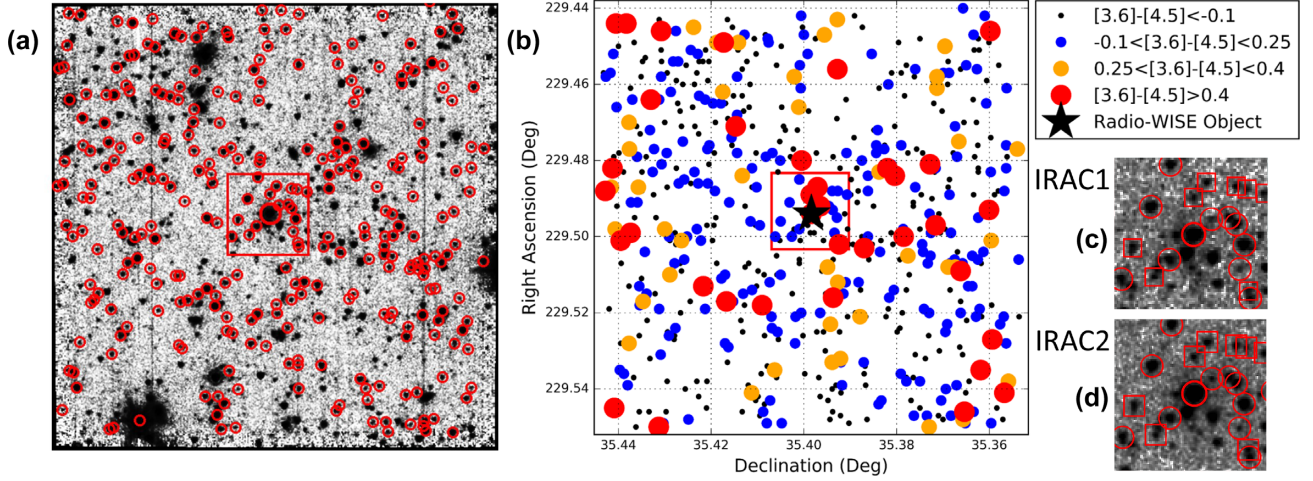 (a)
(b)
229.44
229.46
229.48
229.50
229.52
229.54
Right Ascension (Deg)
35.44
35.42
35.40
35.38
35.36
Declination (Deg)
[3.6]-[4.5]<-0.1
-0.1<[3.6]-[4.5]<0.25
0.25<[3.6]-[4.5]<0.4
[3.6]-[4.5]>0.4
Radio-WISE Object
IRAC1
(c)
IRAC2
(d)